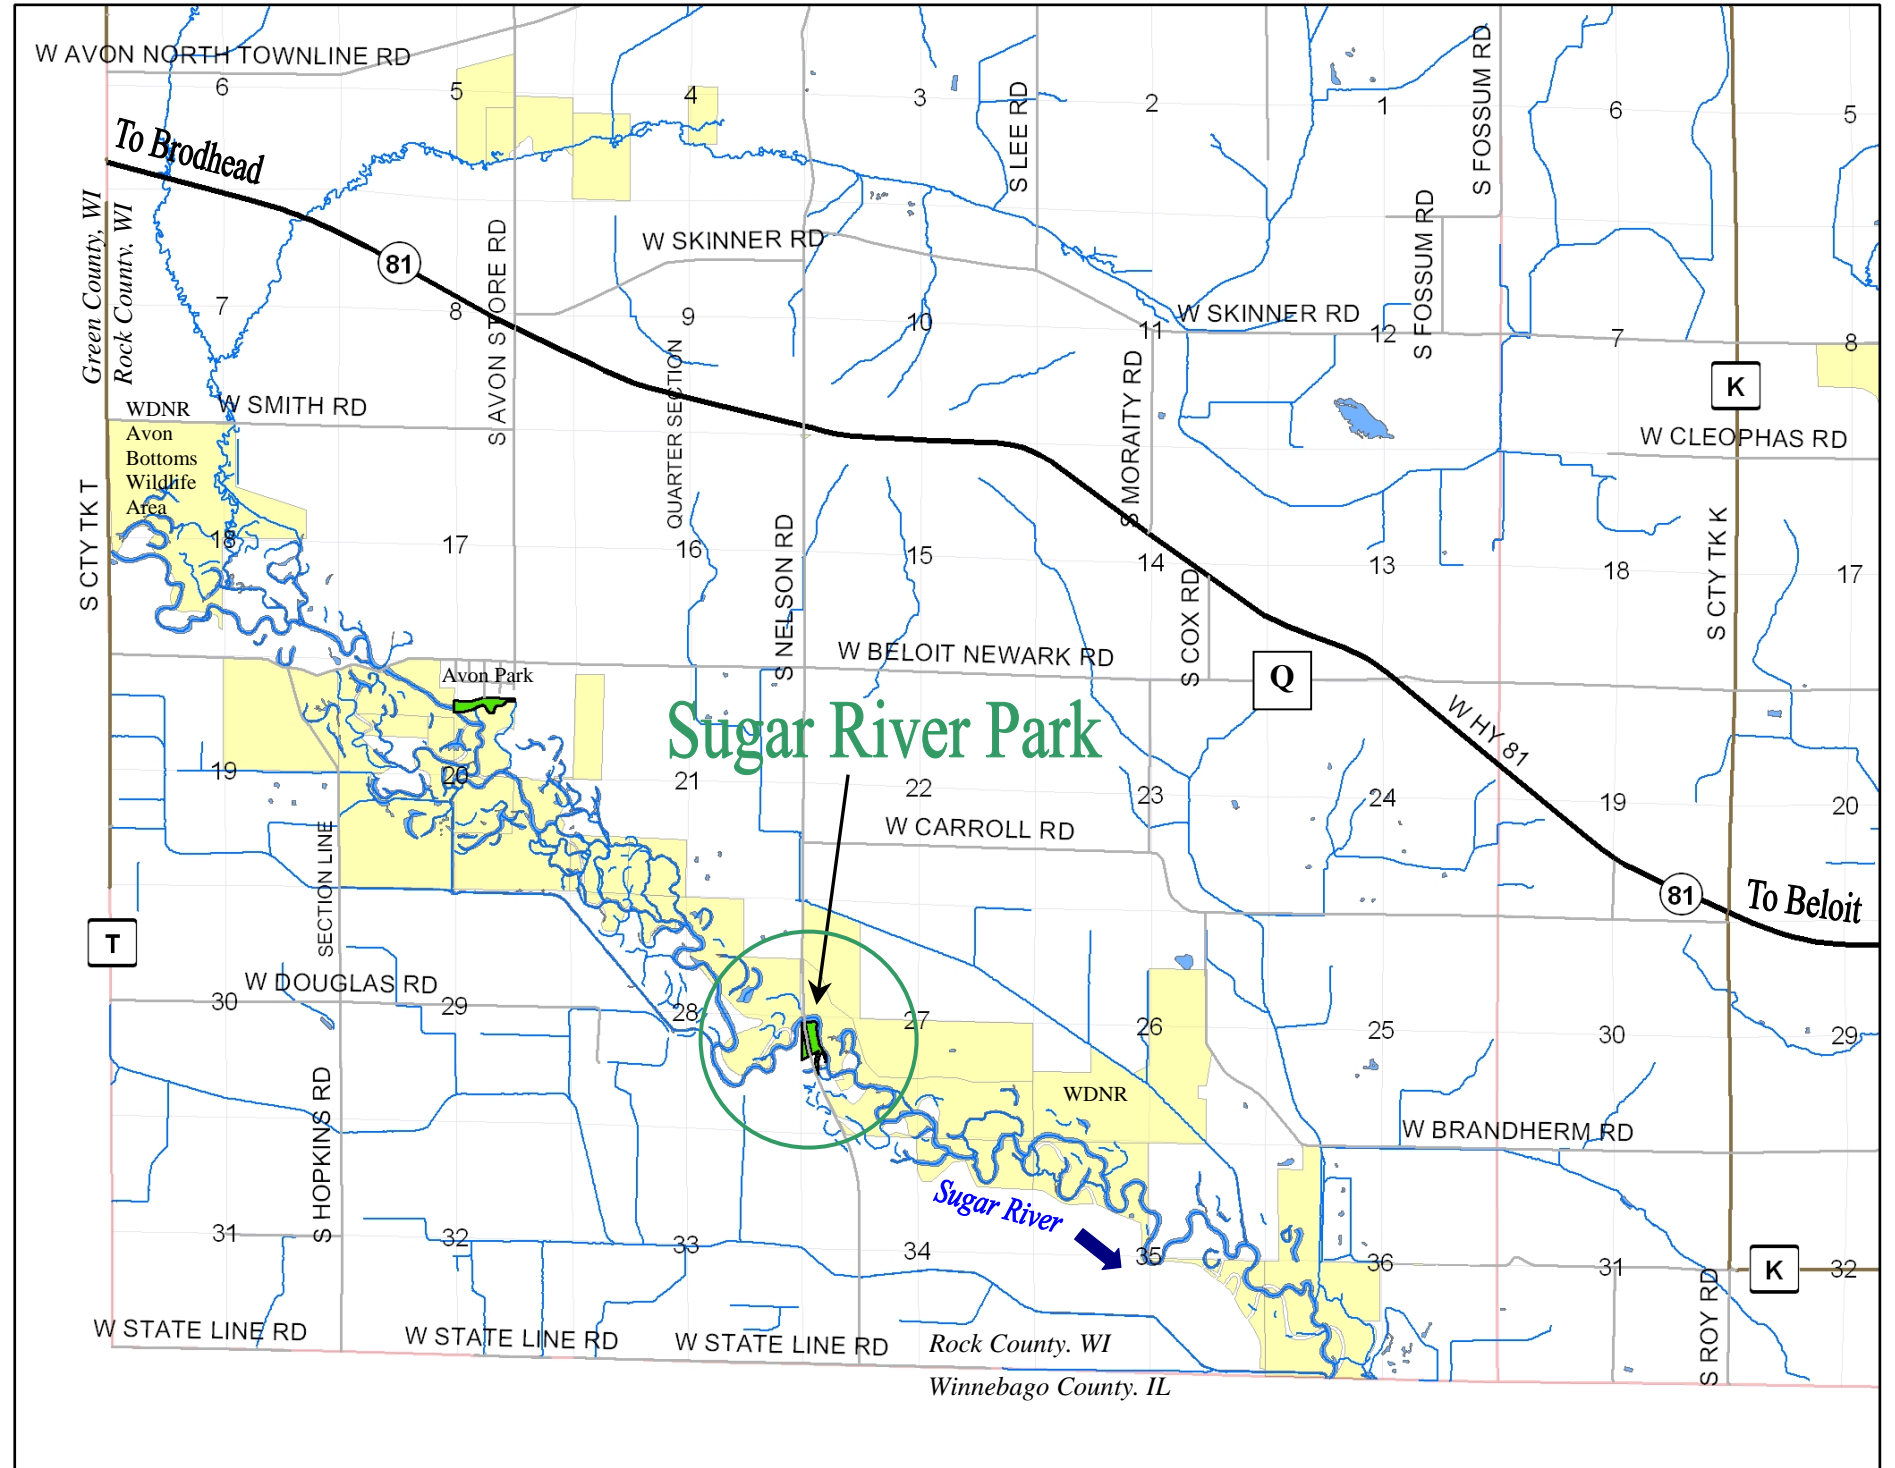 W AVON NORTH TOWNLINE RD
6
5
4
3
2
1
6
5
S LEE RD
S FOSSUM RD
To Brodhead
Green County, WI
Rock County. WI
81
S AVON STORE RD
W SKINNER RD
S FOSSUM RD
W SKINNER RD
7
8
9
10
11
12
7
8
K
QUARTER SECTION
S MORAITY RD
W SMITH RD
W CLEOPHAS RD
WDNR
Avon
Bottoms
Wildlife
Area
S CTY TK T
S NELSON RD
S COX RD
S CTY TK K
18
17
16
15
14
13
18
17
W BELOIT NEWARK RD
Q
Avon Park
Sugar River Park
W HY 81
19
20
21
22
23
24
19
20
W CARROLL RD
SECTION LINE
81
To Beloit
T
W DOUGLAS RD
30
29
28
27
26
25
30
29
S HOPKINS RD
WDNR
W BRANDHERM RD
Sugar River
31
32
33
34
35
36
31
K
32
S ROY RD
W STATE LINE RD
W STATE LINE RD
W STATE LINE RD
Rock County. WI
Winnebago County. IL